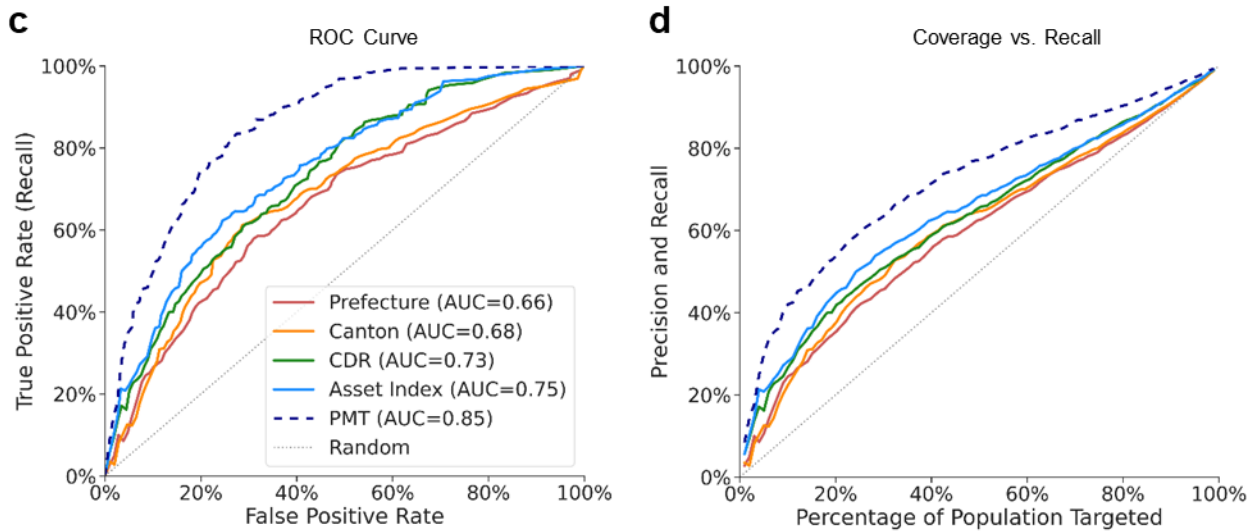 c
ROC Curve
True Positive Rate (Recall)
100%
80%
60%
40%
20%
0%
Prefecture (AUC=0.66)
Canton (AUC=0.68)
CDR (AUC=0.73)
Asset Index (AUC=0.75)
PMT (AUC=0.85)
Random
0% 20% 40% 60% 80% 100%
False Positive Rate
d
Coverage vs. Recall
Precision and Recall
100%
80%
60%
40%
20%
0%
0% 20% 40% 60% 80% 100%
Percentage of Population Targeted